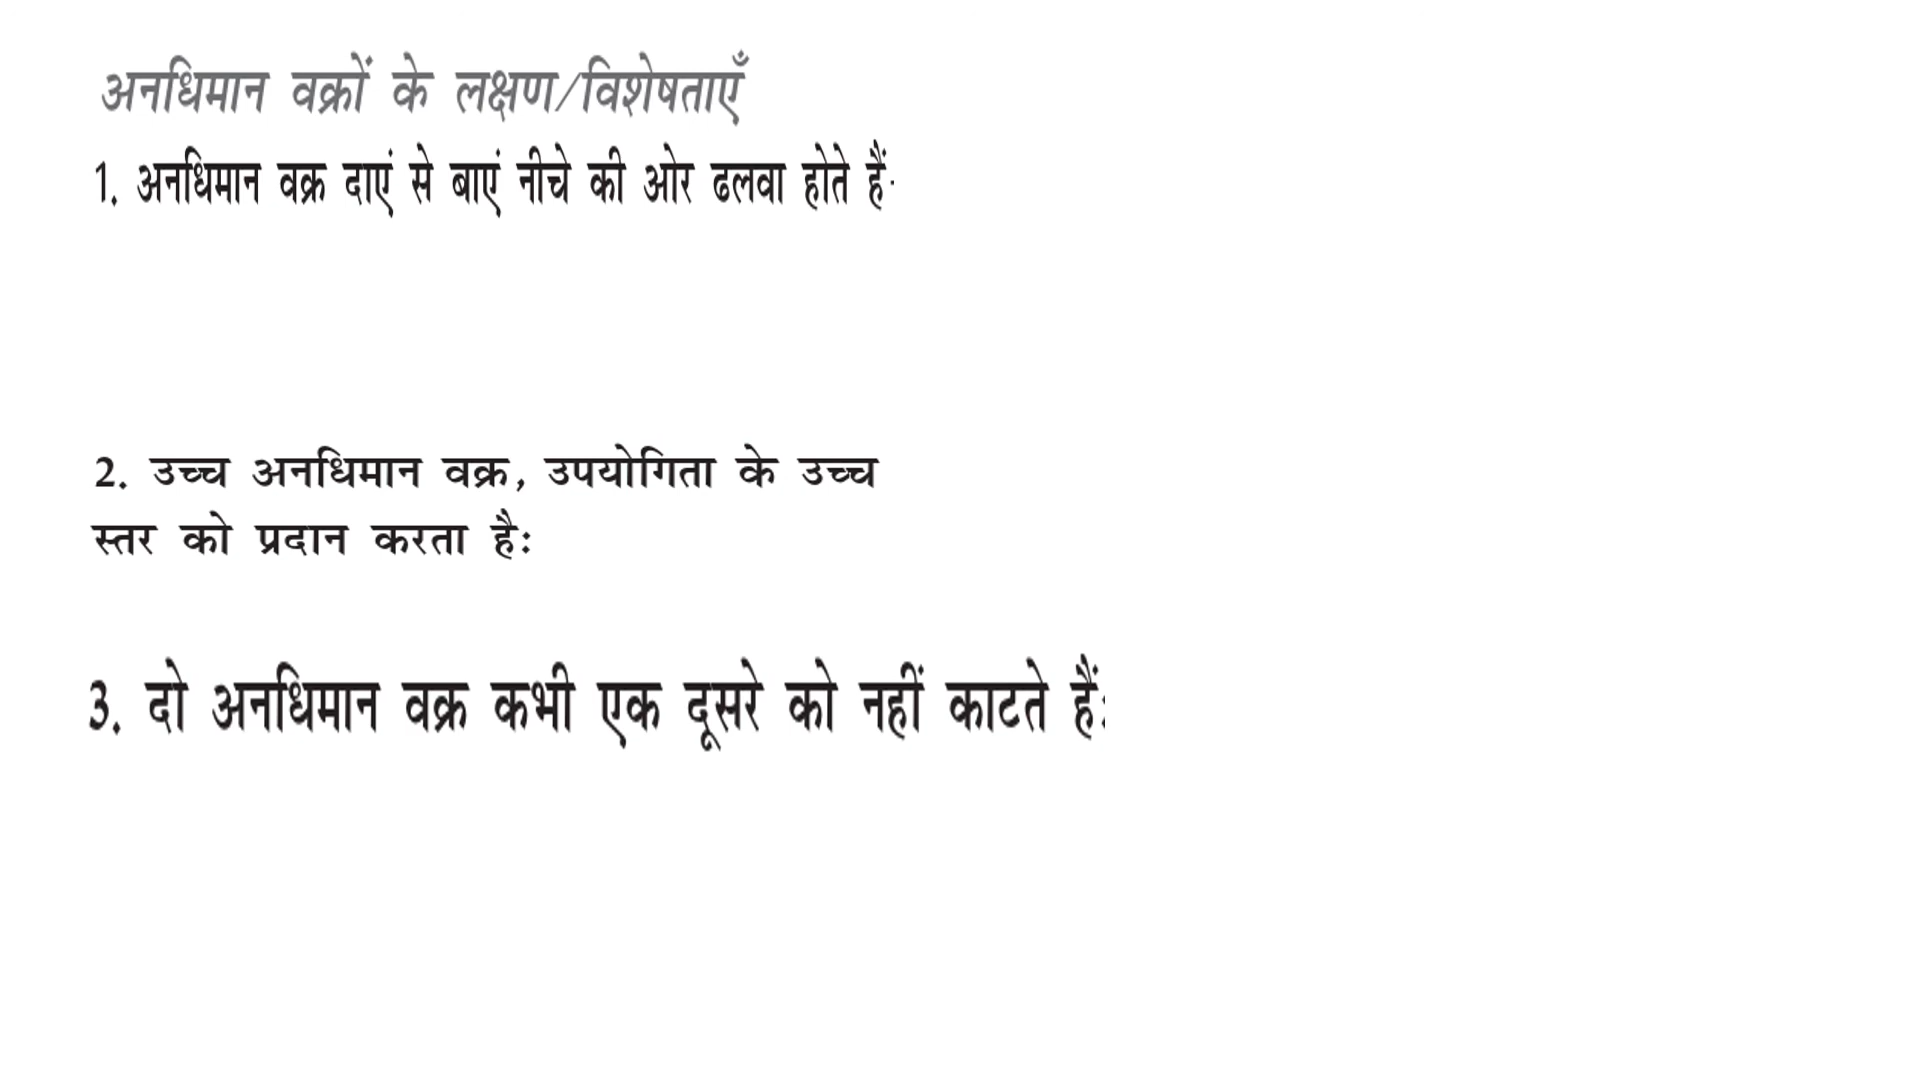 अनधिमान वक्रों के लक्षण/विशेषताएँ
1. अनधिमान वक्र दाएं से बाएं नीचे की ओर ढलवा होते हैं
2. उच्च अनधिमान वक्र, उपयोगिता के उच्च
स्तर को प्रदान करता है:
3. दो अनधिमान वक्र कभी एक दूसरे को नहीं काटते हैं: